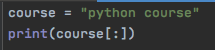 course = "python course"
print(course[:])